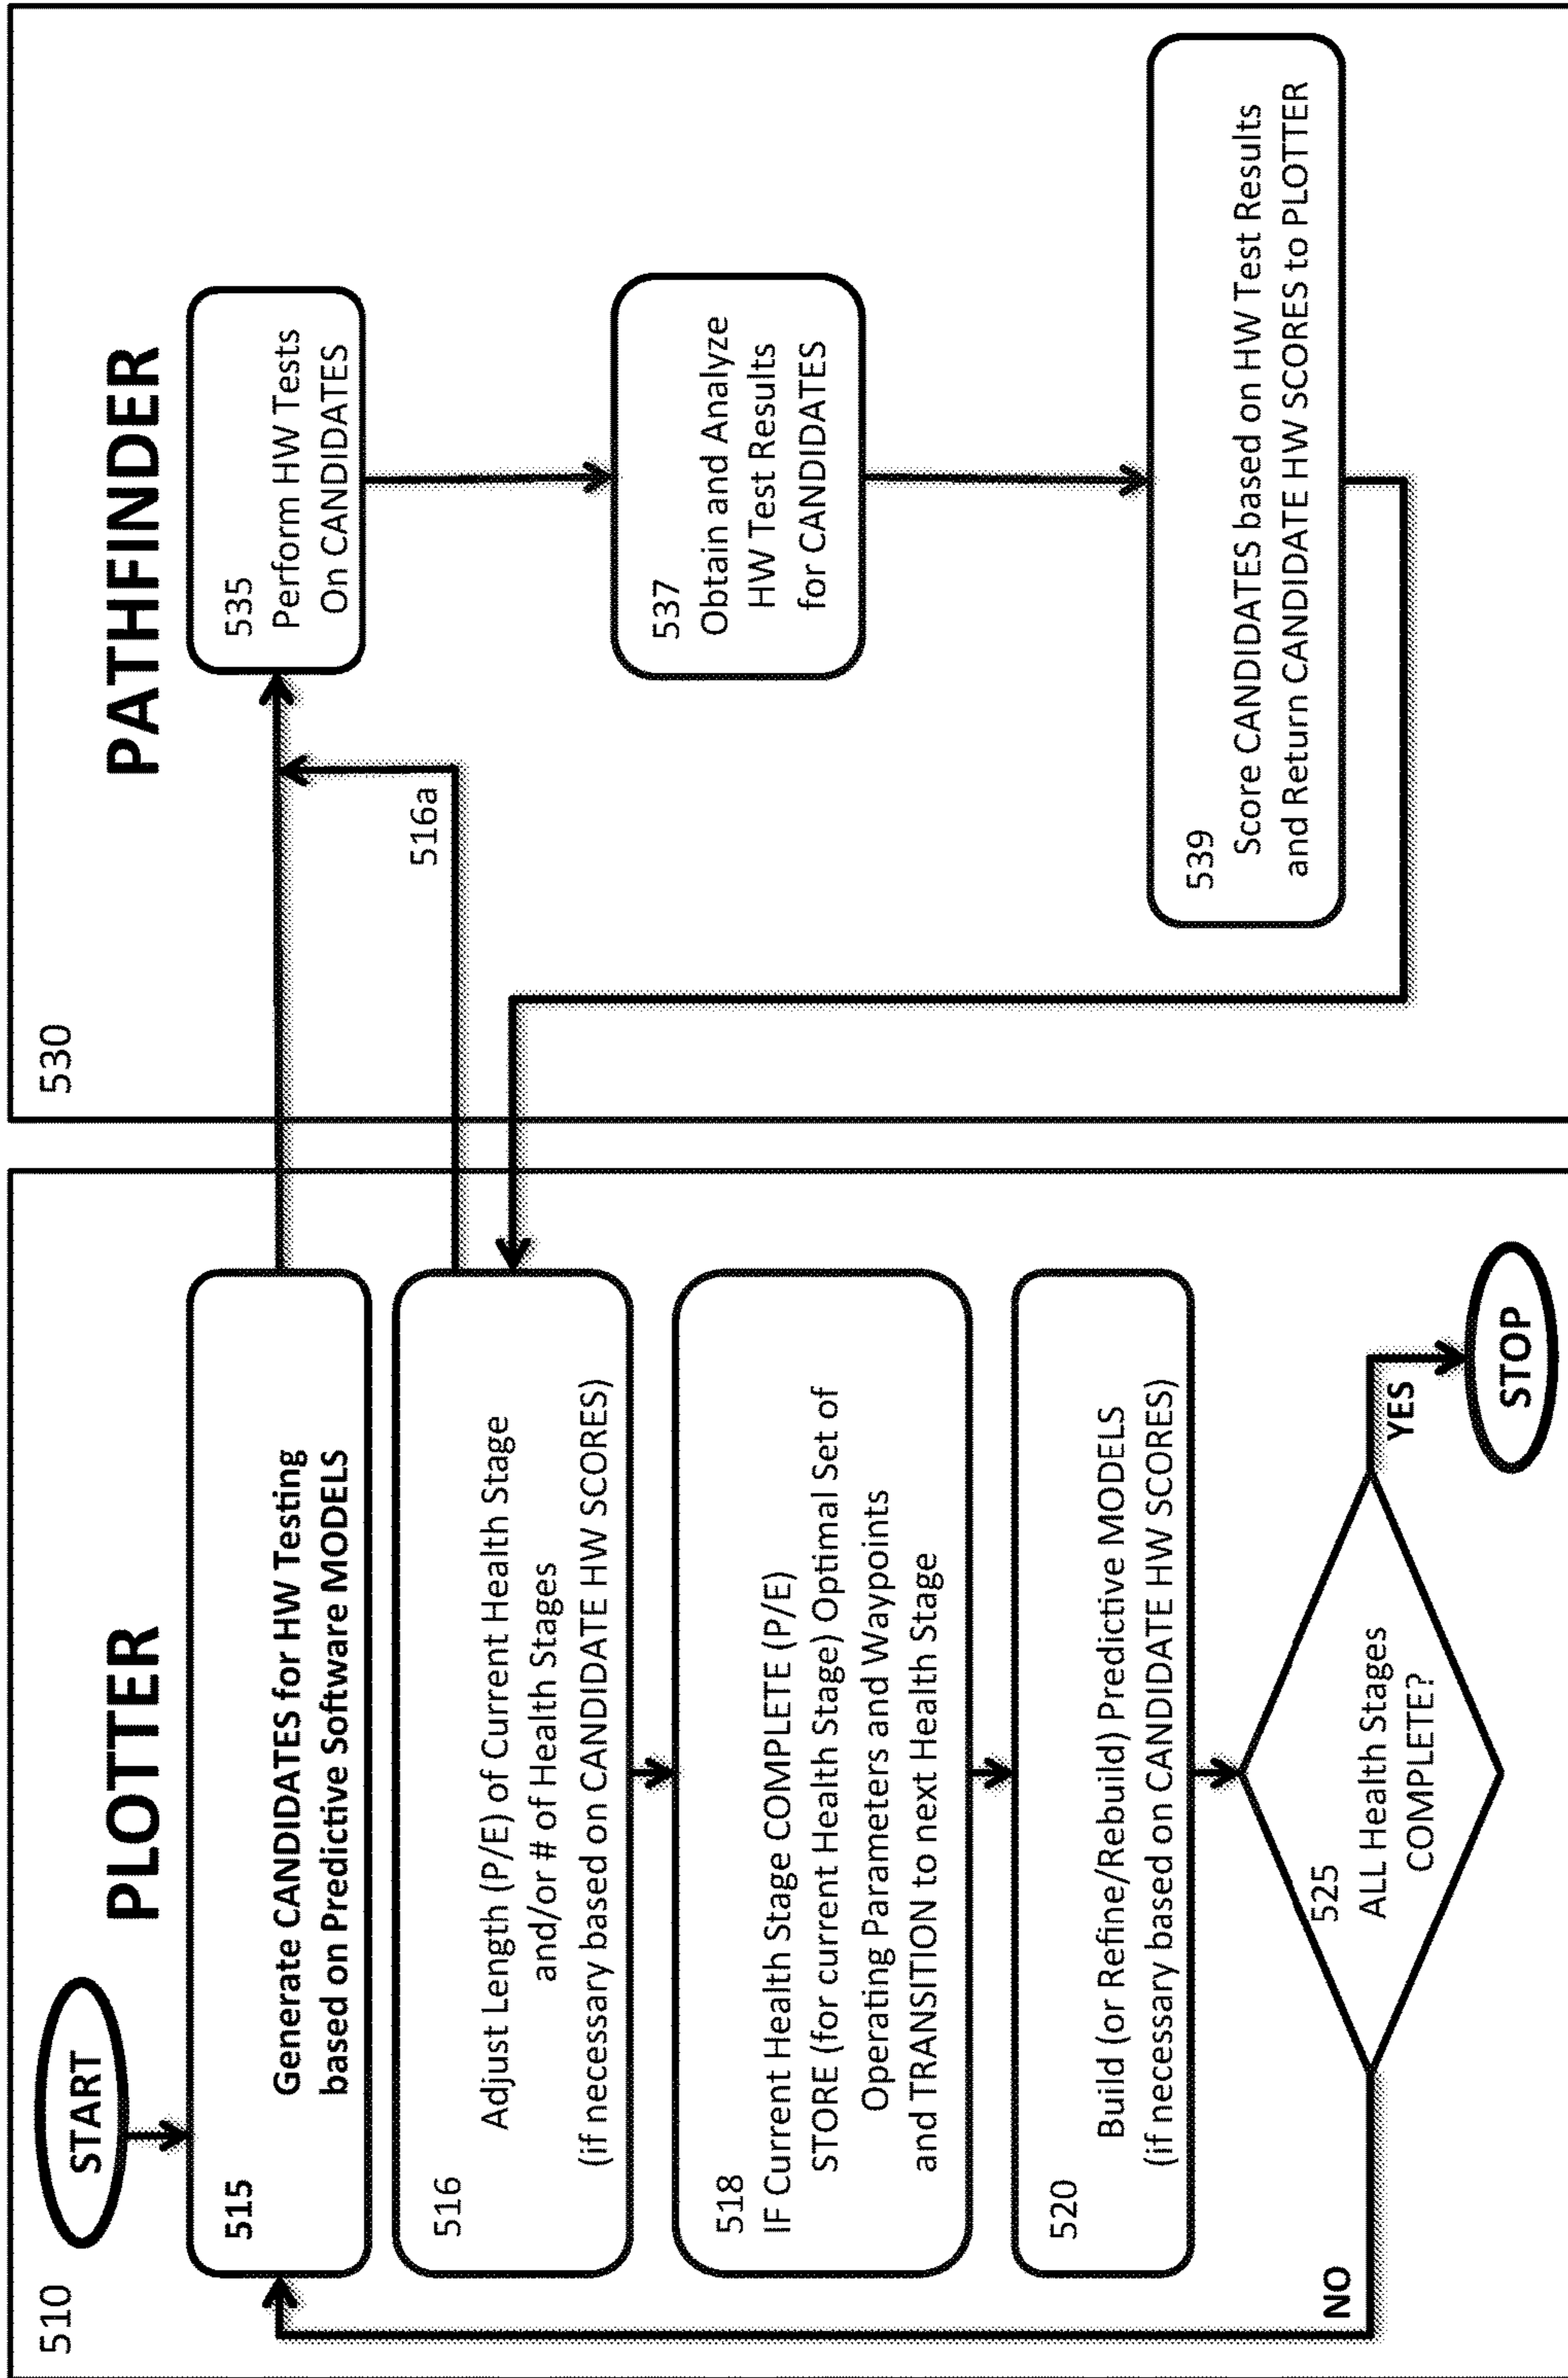 510
PLOTTER
START
515
Generate CANDIDATES for HW Testing
based on Predictive Software MODELS
516
Adjust Length (P/E) of Current Health Stage
and/or # of Health Stages
(if necessary based on CANDIDATE HW SCORES)
518
IF Current Health Stage COMPLETE (P/E)
STORE (for current Health Stage) Optimal Set of
Operating Parameters and Waypoints
and TRANSITION to next Health Stage
520
Build (or Refine/Rebuild) Predictive MODELS
(if necessary based on CANDIDATE HW SCORES)
525
ALL Health Stages
COMPLETE?
NO
YES
STOP
530
PATHFINDER
535
Perform HW Tests
On CANDIDATES
516a
537
Obtain and Analyze
HW Test Results
for CANDIDATES
539
Score CANDIDATES based on HW Test Results
and Return CANDIDATE HW SCORES to PLOTTER